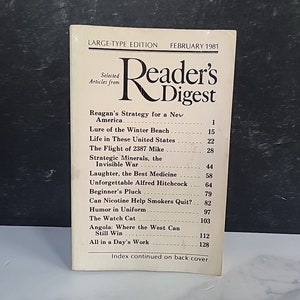 LARGE-TYPE EDITION FEBRUARY 1981
Selected
Articles from
Reader's
Digest
Reagan's Strategy for a New
America 1
Lure of the Winter Beach 15
Life in These United States 22
The Flight of 2387 Mike 28
Strategic Minerals, the
Invisible War 44
Laughter, the Best Medicine 58
Unforgettable Alfred Hitchcock 64
Beginner's Pluck 79
Can Nicotine Help Smokers Quit? 82
Humor in Uniform 97
The Watch Cat 103
Angola: Where the West Can
Still Win 112
All in a Day's Work 128
Index continued on back cover